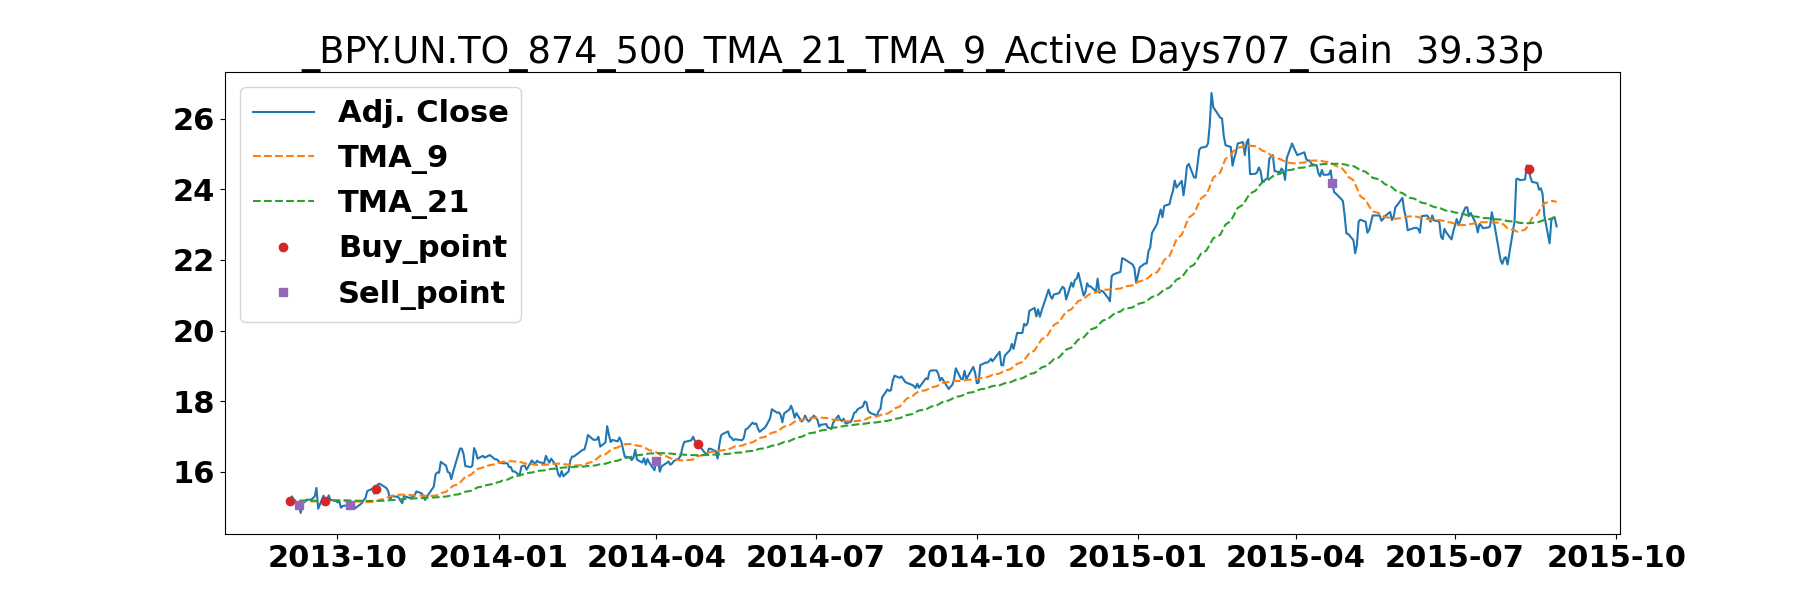 _BPY.UN.TO_874_500_TMA_21_TMA_9_Active Days707_Gain  39.33p
Adj. Close
TMA_9
TMA_21
Buy_point
Sell_point
26
24
22
20
18
16
2013-10 2014-01 2014-04 2014-07 2014-10 2015-01 2015-04 2015-07 2015-10